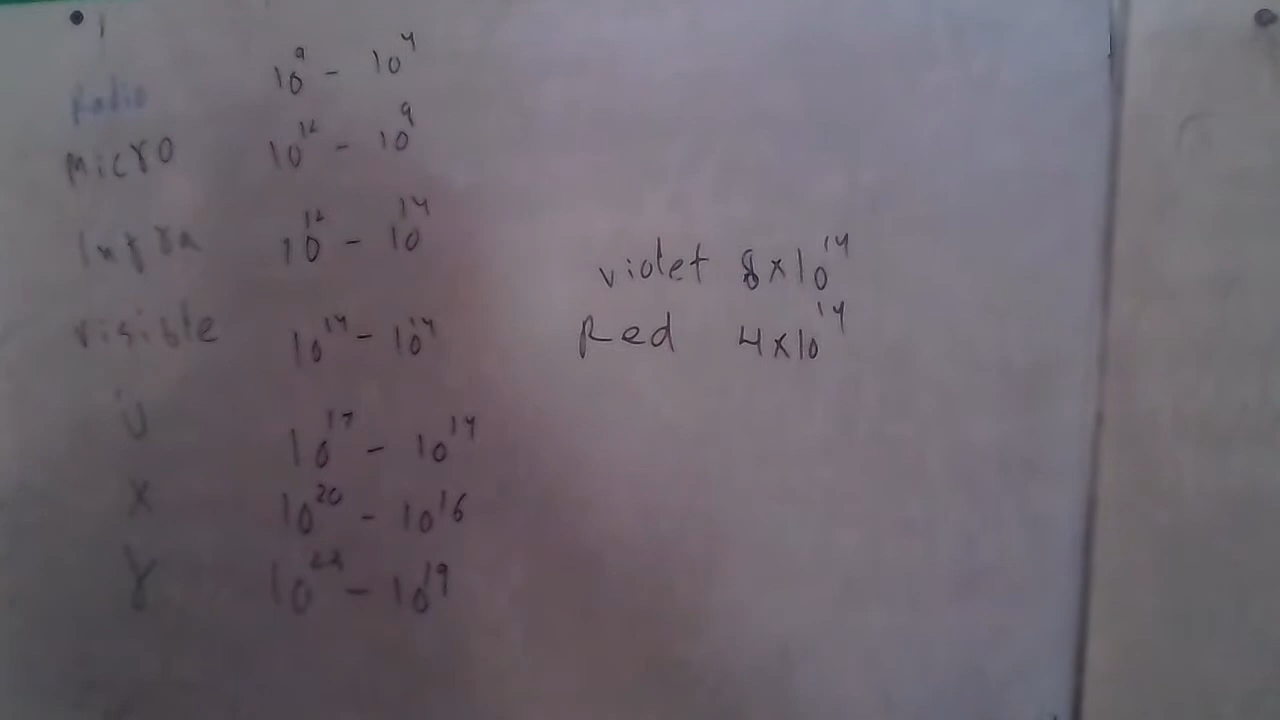 Radio 10⁹ - 10⁴
Micro 10¹² - 10⁹
Infra 10¹² - 10¹⁴
visible 10¹⁴ - 10¹⁴
U 10¹⁷ - 10¹⁴
X 10²⁰ - 10¹⁶
γ - 10¹⁹
violet 8×10¹⁴
Red 4×10¹⁴